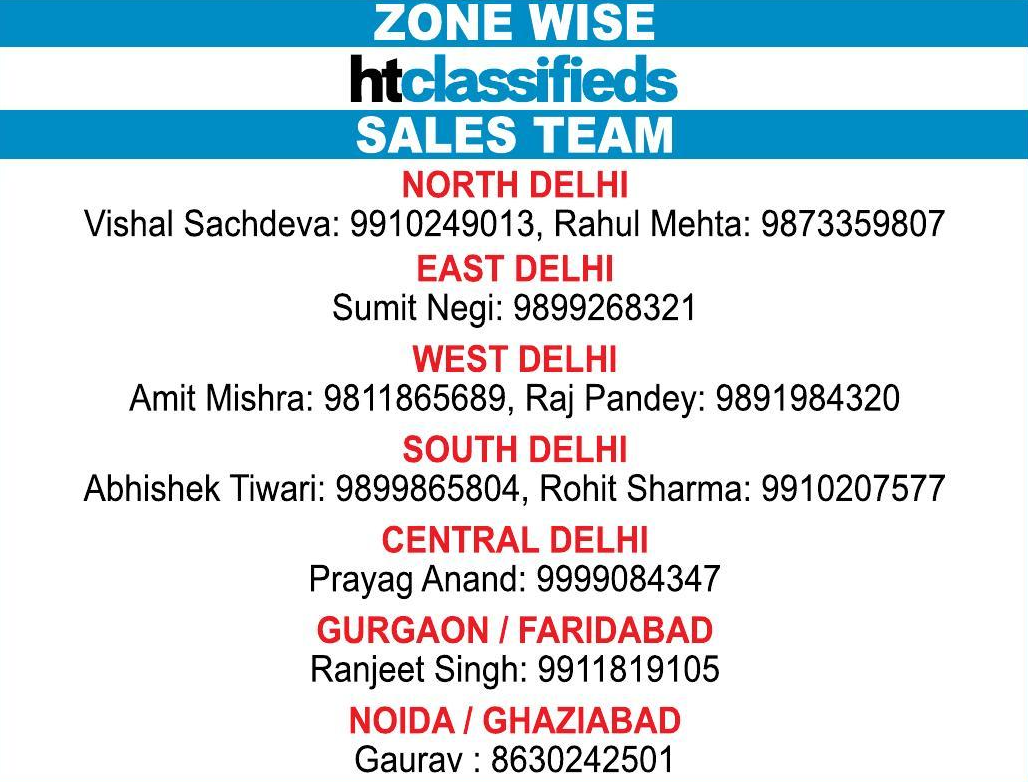 ZONE WISE
htclassifieds
SALES TEAM
NORTH DELHI
Vishal Sachdeva: 9910249013, Rahul Mehta: 9873359807
EAST DELHI
Sumit Negi: 9899268321
WEST DELHI
Amit Mishra: 9811865689, Raj Pandey: 9891984320
SOUTH DELHI
Abhishek Tiwari: 9899865804, Rohit Sharma: 9910207577
CENTRAL DELHI
Prayag Anand: 9999084347
GURGAON / FARIDABAD
Ranjeet Singh: 9911819105
NOIDA / GHAZIABAD
Gaurav : 8630242501